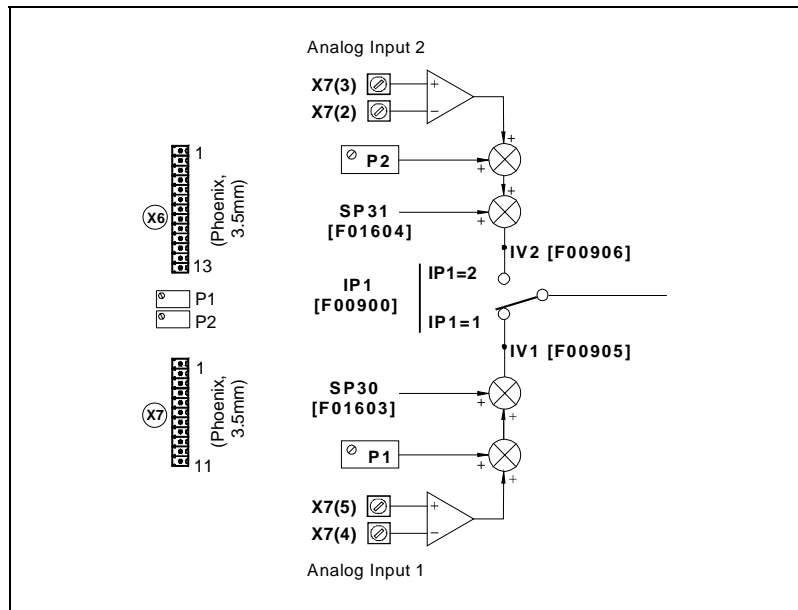 Analog Input 2
X7(3) +
X7(2) −
+
P2
+
+
SP31
[F01604]
+
IV2 [F00906]
IP1=2
IP1
[F00900]
IP1=1
IV1 [F00905]
SP30
[F01603]
+
+
P1
+
+
X7(5) +
X7(4) −
Analog Input 1
X6
1
13
(Phoenix,
3.5mm)
P1
P2
X7
1
11
(Phoenix,
3.5mm)